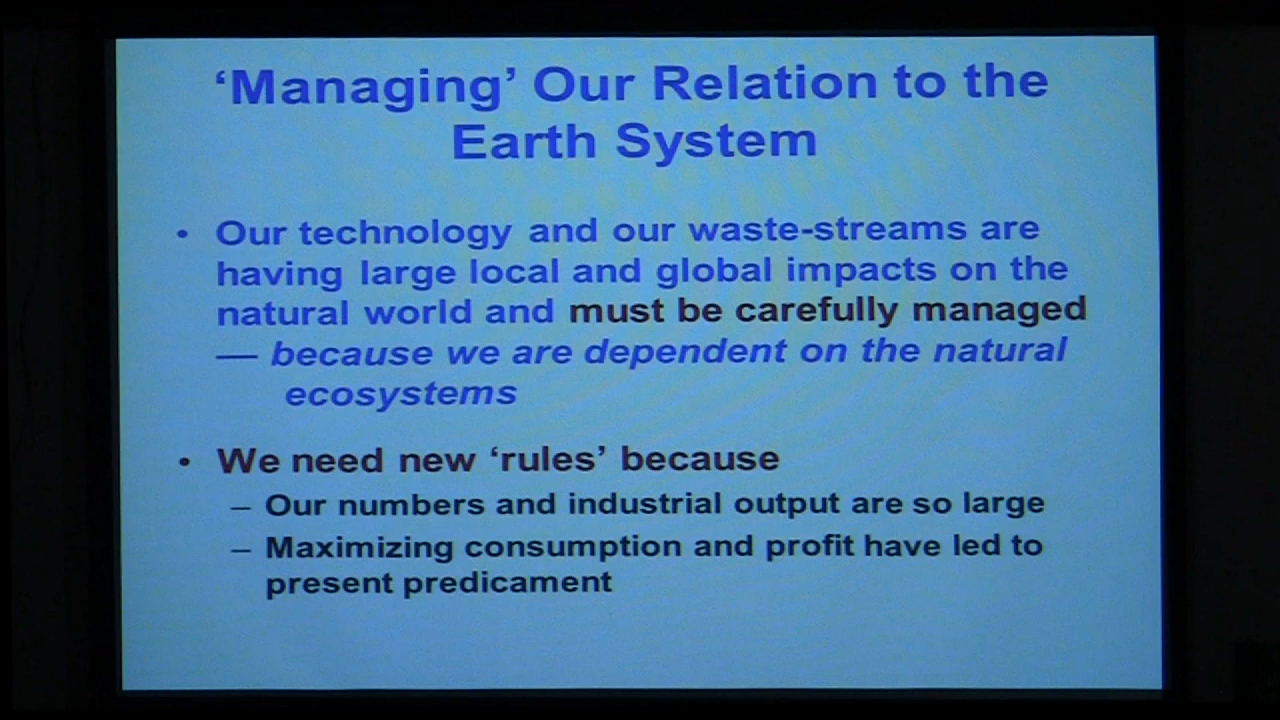 ‘Managing’ Our Relation to the
Earth System
• Our technology and our waste-streams are
having large local and global impacts on the
natural world and must be carefully managed
— because we are dependent on the natural
ecosystems
• We need new ‘rules’ because
– Our numbers and industrial output are so large
– Maximizing consumption and profit have led to
present predicament